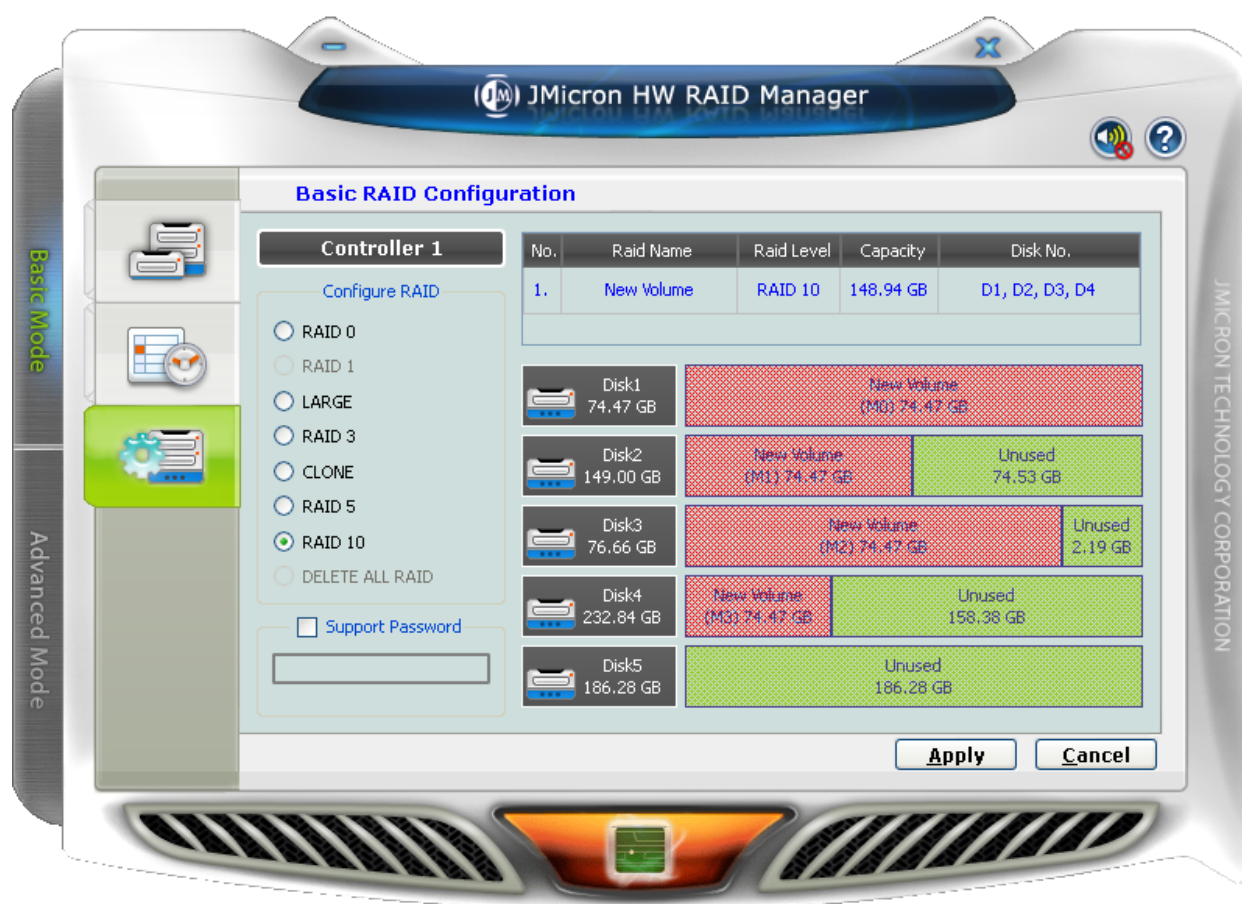 JMicron HW RAID Manager
Basic Mode
Advanced Mode
Basic RAID Configuration
Controller 1
Configure RAID
RAID 0
RAID 1
LARGE
RAID 3
CLONE
RAID 5
RAID 10
DELETE ALL RAID
Support Password
No. Raid Name Raid Level Capacity Disk No.
1. New Volume RAID 10 148.94 GB D1, D2, D3, D4
Disk1
74.47 GB
New Volume
(M0) 74.47 GB
Disk2
149.00 GB
New Volume
(M1) 74.47 GB
Unused
74.53 GB
Disk3
76.66 GB
New Volume
(M2) 74.47 GB
Unused
2.19 GB
Disk4
232.84 GB
New Volume
(M3) 74.47 GB
Unused
158.38 GB
Disk5
186.28 GB
Unused
186.28 GB
Apply Cancel
JMICRON TECHNOLOGY CORPORATION